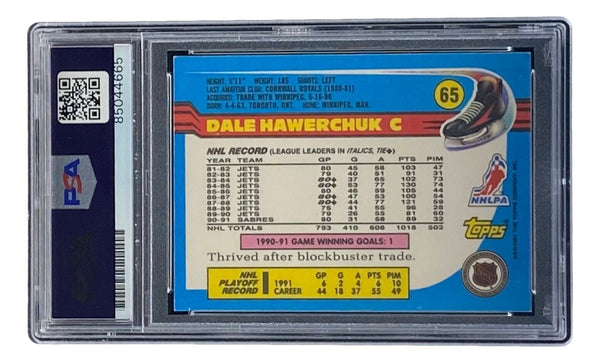 85044665
PSA
HEIGHT: 5'11" WEIGHT: 185 SHOOTS: LEFT
LAST AMATEUR CLUB: CORNWALL ROYALS (1980-81)
ACQUIRED: TRADE WITH WINNIPEG, 6-16-90
BORN: 4-4-63, TORONTO, ONT. HOME: WINNIPEG, MAN.
65
DALE HAWERCHUK C
NHL RECORD (LEAGUE LEADERS IN ITALICS, TIE◆)
YEAR TEAM GP G A PTS PIM
81-82 JETS 80 45 58 103 47
82-83 JETS 79 40 51 91 31
83-84 JETS 80◆ 37 65 102 73
84-85 JETS 80◆ 53 77 130 74
85-86 JETS 80◆ 46 59 105 44
86-87 JETS 80◆ 47 53 100 54
87-88 JETS 80◆ 44 77 121 59
88-89 JETS 75 41 55 96 28
89-90 JETS 79 26 55 81 60
90-91 SABRES 80 31 58 89 32
NHL TOTALS 793 410 608 1018 502
1990-91 GAME WINNING GOALS: 1
Thrived after blockbuster trade.
NHL PLAYOFF RECORD
GP G A PTS PIM
1991 6 2 4 6 10
CAREER 44 18 37 55 49
NHLPA
Topps